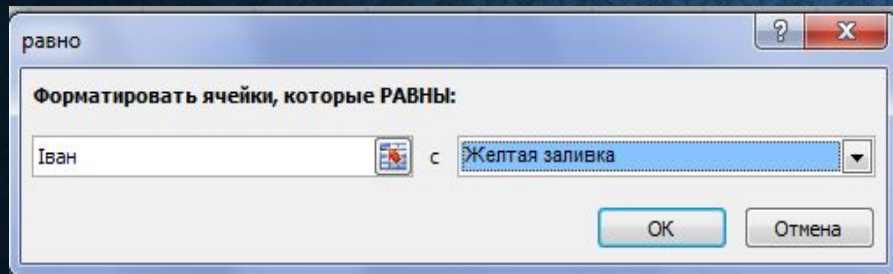 равно
Форматировать ячейки, которые РАВНЫ:
Іван с Желтая заливка
ОК Отмена